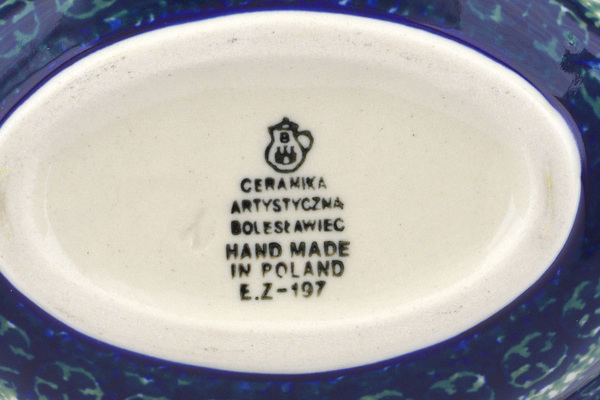 B
CERAMIKA
ARTYSTYCZNA
BOLESŁAWIEC
HAND MADE
IN POLAND
E.Z-197